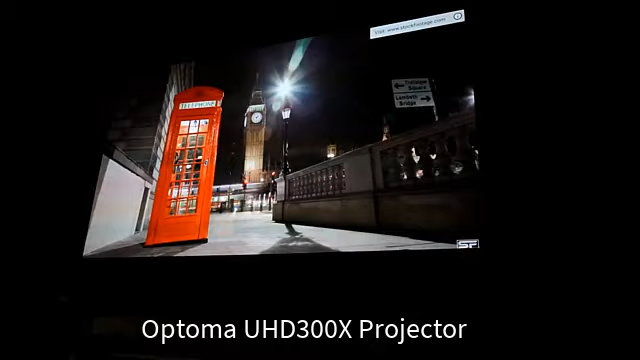 Visit: www.stockfootage.com
TELEPHONE
Trafalgar
Square
Lambeth
Bridge
SF
Optoma UHD300X Projector